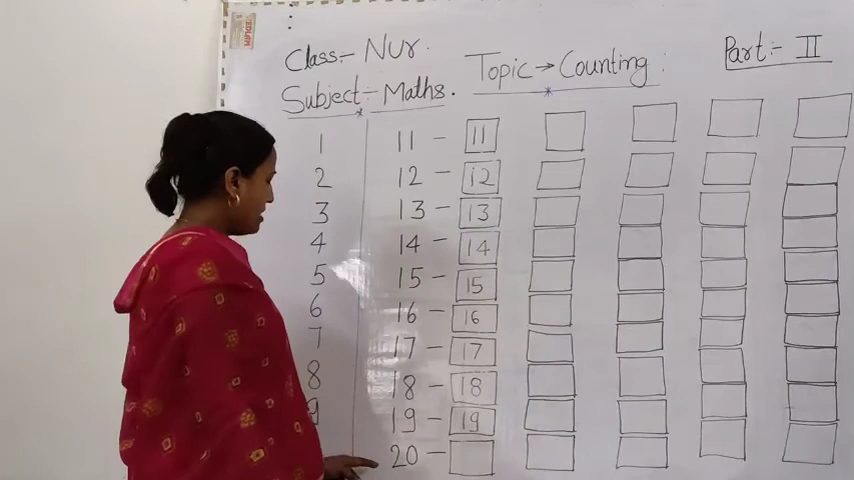 Class:- Nur.
Subject:- Maths.
Topic → Counting :
Part:- II
1 11 - 11
2 12 - 12
3 13 - 13
4 14 - 14
5 15 - 15
6 16 - 16
7 17 - 17
8 18 - 18
9 19 - 19
20 -